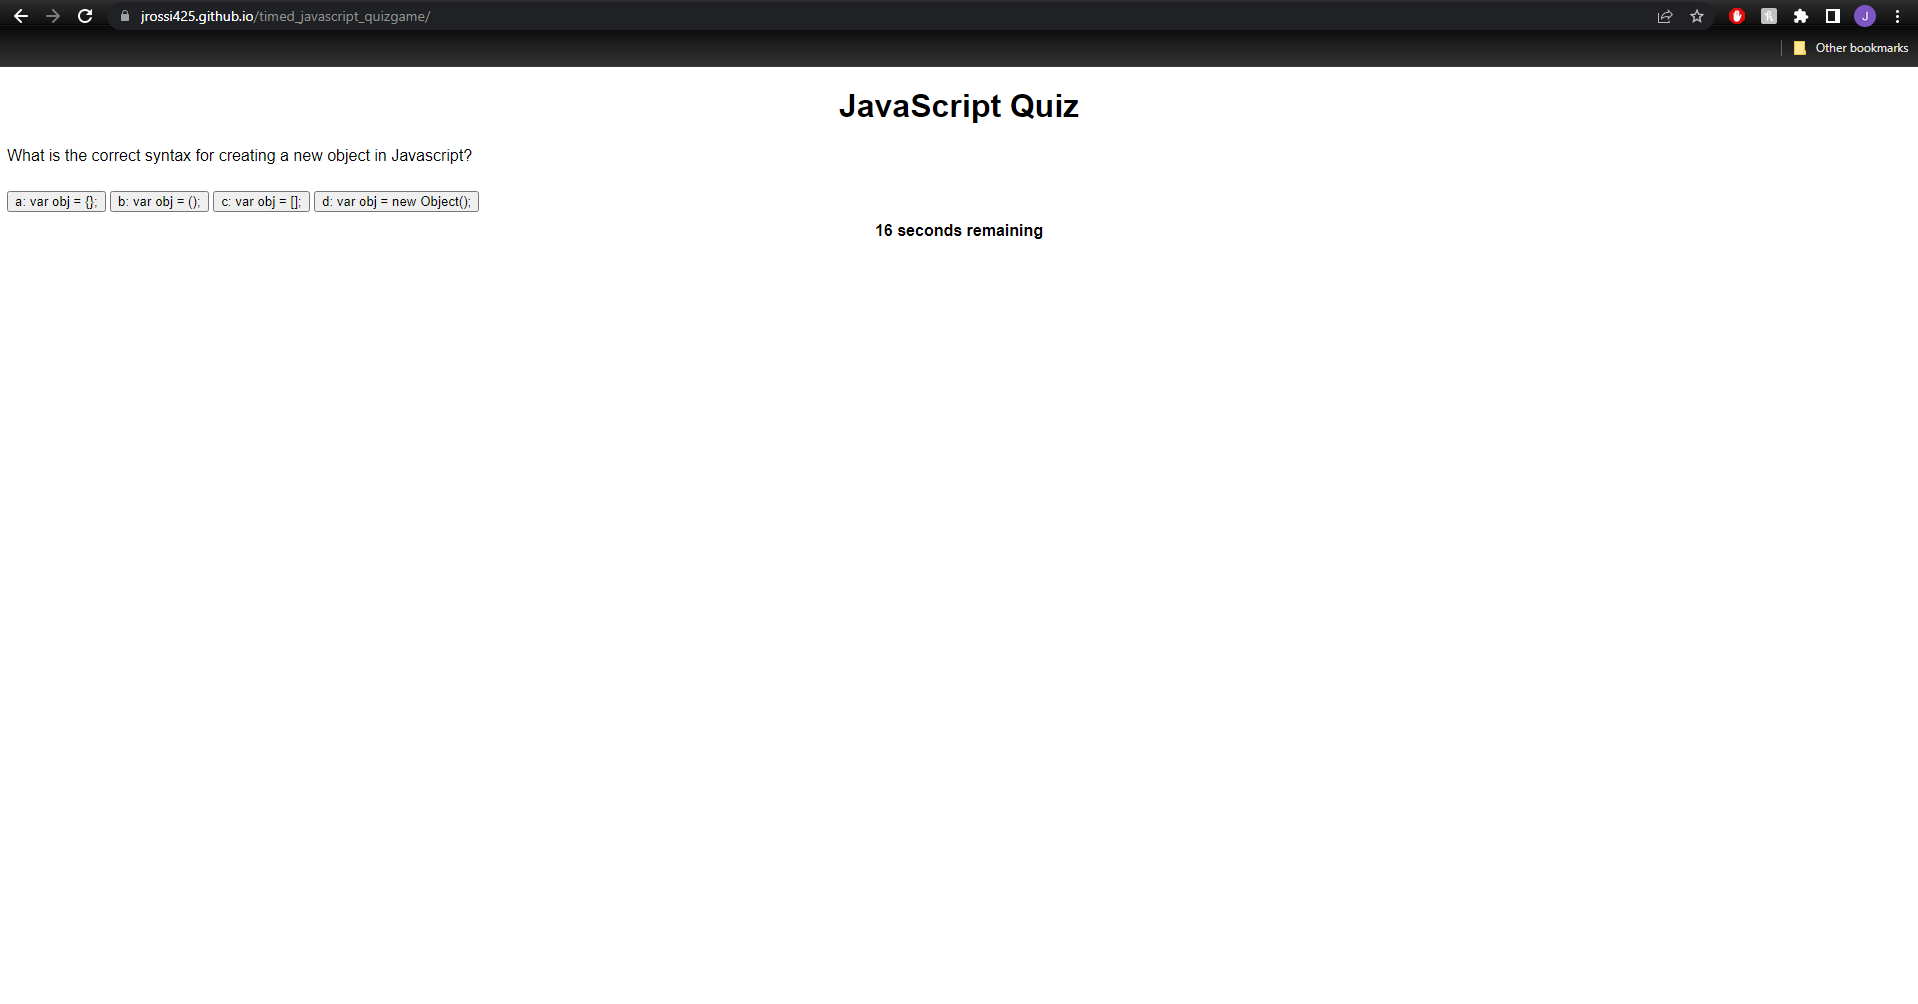 jrossi425.github.io/timed_javascript_quizgame/
J
Other bookmarks
JavaScript Quiz
What is the correct syntax for creating a new object in Javascript?
a: var obj = {}; b: var obj = (); c: var obj = []; d: var obj = new Object();
16 seconds remaining